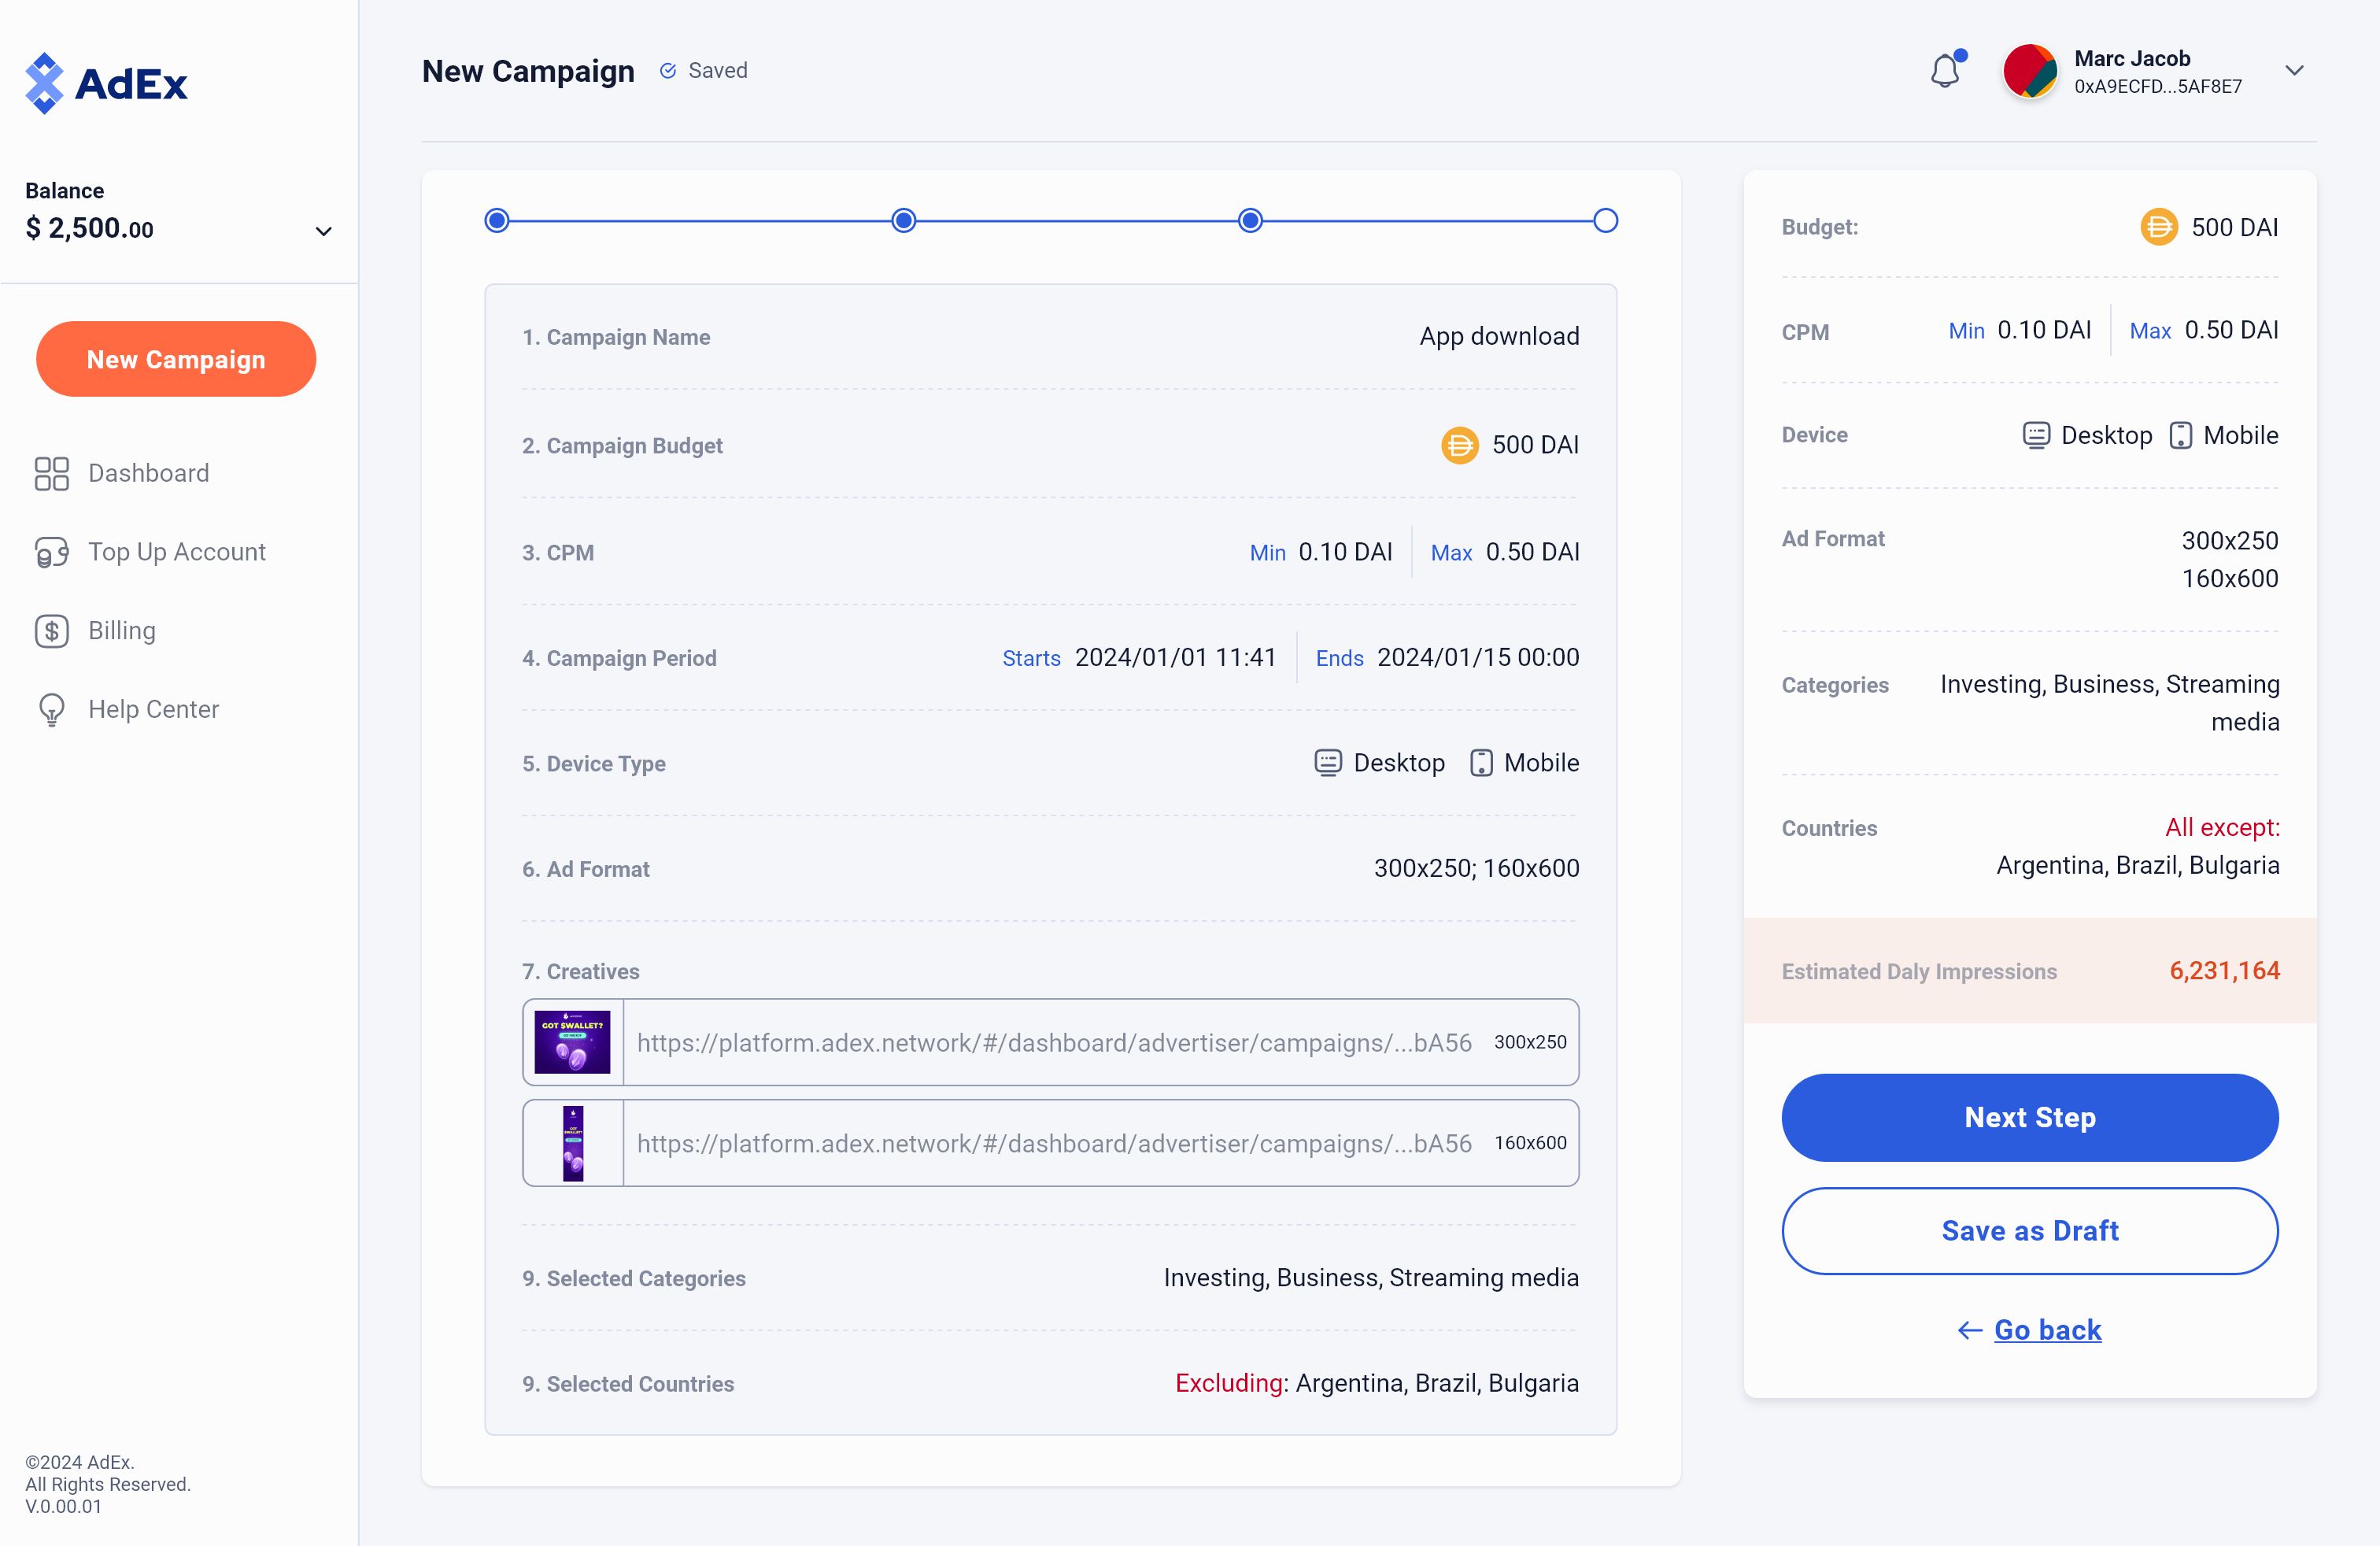 AdEx
Balance
$ 2,500.00
New Campaign
Dashboard
Top Up Account
Billing
Help Center
©2024 AdEx.
All Rights Reserved.
V.0.00.01
New Campaign Saved
Marc Jacob
0xA9ECFD...5AF8E7
1. Campaign Name App download
2. Campaign Budget 500 DAI
3. CPM Min 0.10 DAI Max 0.50 DAI
4. Campaign Period Starts 2024/01/01 11:41 Ends 2024/01/15 00:00
5. Device Type Desktop Mobile
6. Ad Format 300x250; 160x600
7. Creatives
GOT $WALLET?
https://platform.adex.network/#/dashboard/advertiser/campaigns/...bA56 300x250
https://platform.adex.network/#/dashboard/advertiser/campaigns/...bA56 160x600
9. Selected Categories Investing, Business, Streaming media
9. Selected Countries Excluding: Argentina, Brazil, Bulgaria
Budget: 500 DAI
CPM Min 0.10 DAI Max 0.50 DAI
Device Desktop Mobile
Ad Format 300x250
160x600
Categories Investing, Business, Streaming
media
Countries All except:
Argentina, Brazil, Bulgaria
Estimated Daly Impressions 6,231,164
Next Step
Save as Draft
Go back